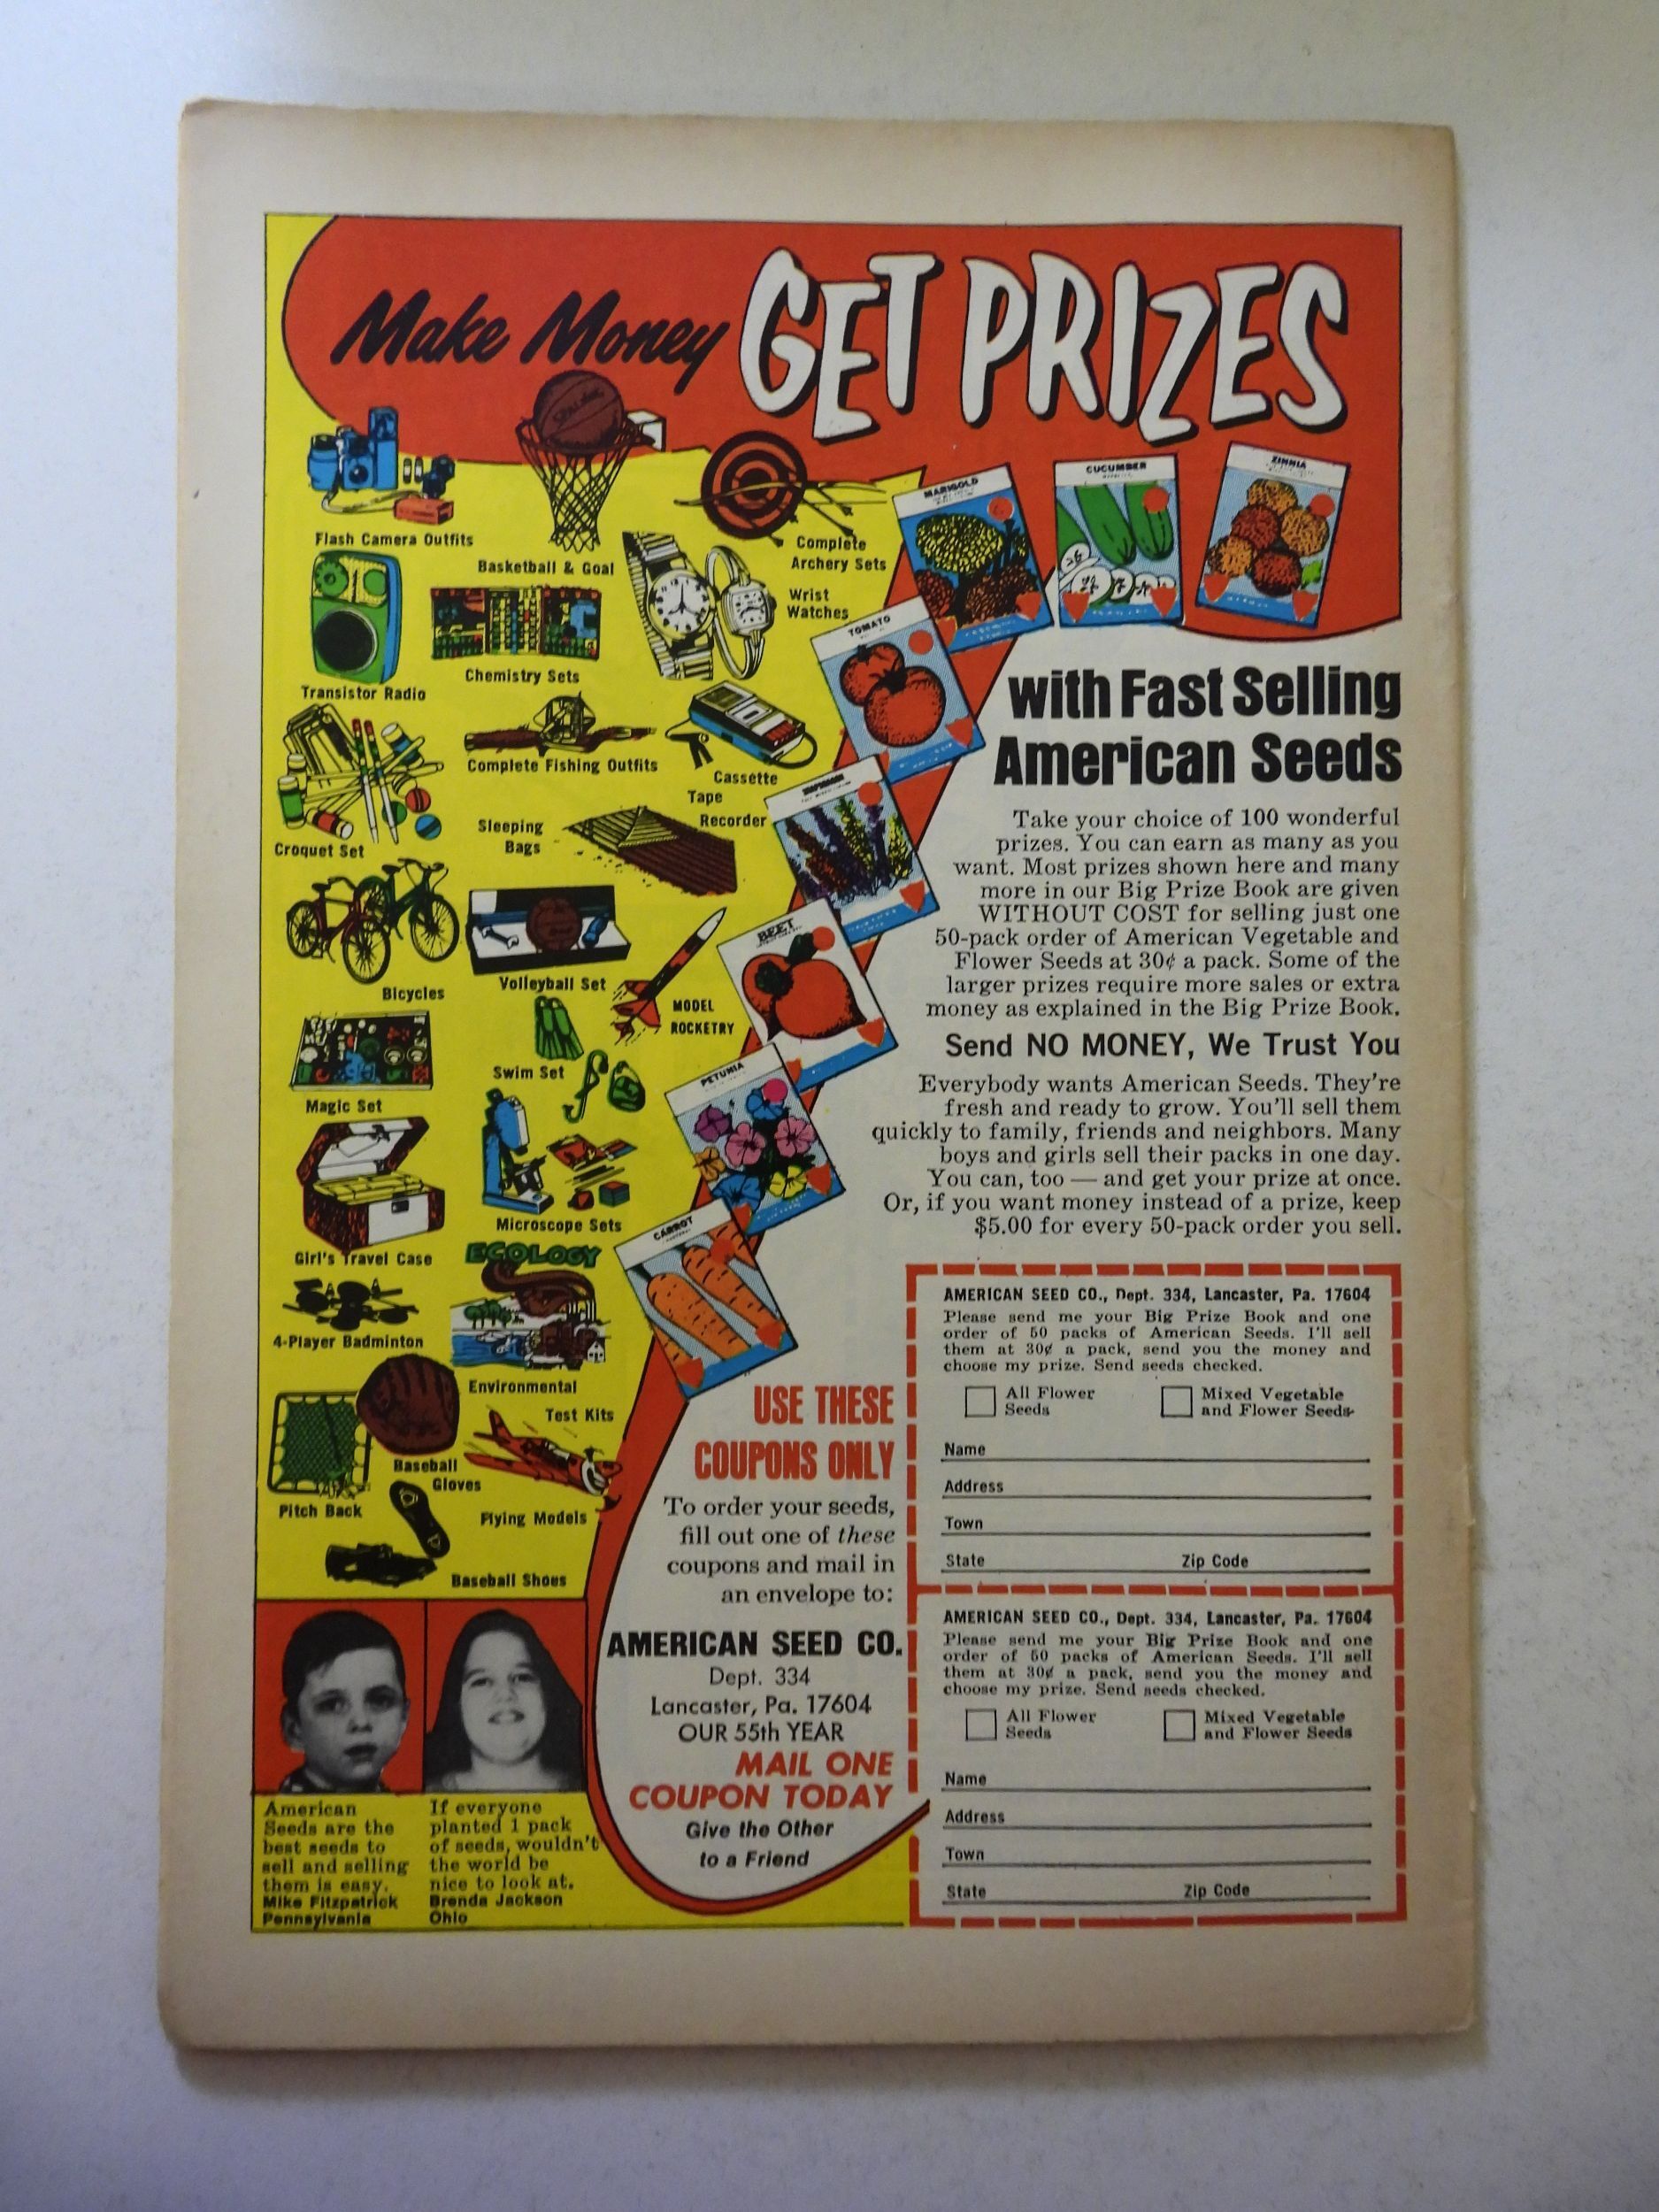 Make Money GET PRIZES
SPALDING
Flash Camera Outfits
Basketball & Goal
Complete
Archery Sets
Wrist
Watches
Transistor Radio
Chemistry Sets
Complete Fishing Outfits
Cassette
Tape
Recorder
Croquet Set
Sleeping
Bags
Bicycles
Volleyball Set
MODEL
ROCKETRY
Swim Set
Magic Set
Microscope Sets
Girl's Travel Case
ECOLOGY
4-Player Badminton
Environmental
Test Kits
Baseball
Gloves
Pitch Back
Flying Models
Baseball Shoes
MARIGOLD
CUCUMBER
ZINNIA
TOMATO
BEET
PETUNIA
CARROT
with Fast Selling
American Seeds
Take your choice of 100 wonderful
prizes. You can earn as many as you
want. Most prizes shown here and many
more in our Big Prize Book are given
WITHOUT COST for selling just one
50-pack order of American Vegetable and
Flower Seeds at 30¢ a pack. Some of the
larger prizes require more sales or extra
money as explained in the Big Prize Book.
Send NO MONEY, We Trust You
Everybody wants American Seeds. They're
fresh and ready to grow. You'll sell them
quickly to family, friends and neighbors. Many
boys and girls sell their packs in one day.
You can, too — and get your prize at once.
Or, if you want money instead of a prize, keep
$5.00 for every 50-pack order you sell.
USE THESE
COUPONS ONLY
To order your seeds,
fill out one of these
coupons and mail in
an envelope to:
AMERICAN SEED CO.
Dept. 334
Lancaster, Pa. 17604
OUR 55th YEAR
MAIL ONE
COUPON TODAY
Give the Other
to a Friend
AMERICAN SEED CO., Dept. 334, Lancaster, Pa. 17604
Please send me your Big Prize Book and one
order of 50 packs of American Seeds. I'll sell
them at 30¢ a pack, send you the money and
choose my prize. Send seeds checked.
All Flower
Seeds
Mixed Vegetable
and Flower Seeds
Name
Address
Town
State Zip Code
AMERICAN SEED CO., Dept. 334, Lancaster, Pa. 17604
Please send me your Big Prize Book and one
order of 50 packs of American Seeds. I'll sell
them at 30¢ a pack, send you the money and
choose my prize. Send seeds checked.
All Flower
Seeds
Mixed Vegetable
and Flower Seeds
Name
Address
Town
State Zip Code
American
Seeds are the
best seeds to
sell and selling
them is easy.
Mike Fitzpatrick
Pennsylvania
If everyone
planted 1 pack
of seeds, wouldn't
the world be
nice to look at.
Brenda Jackson
Ohio